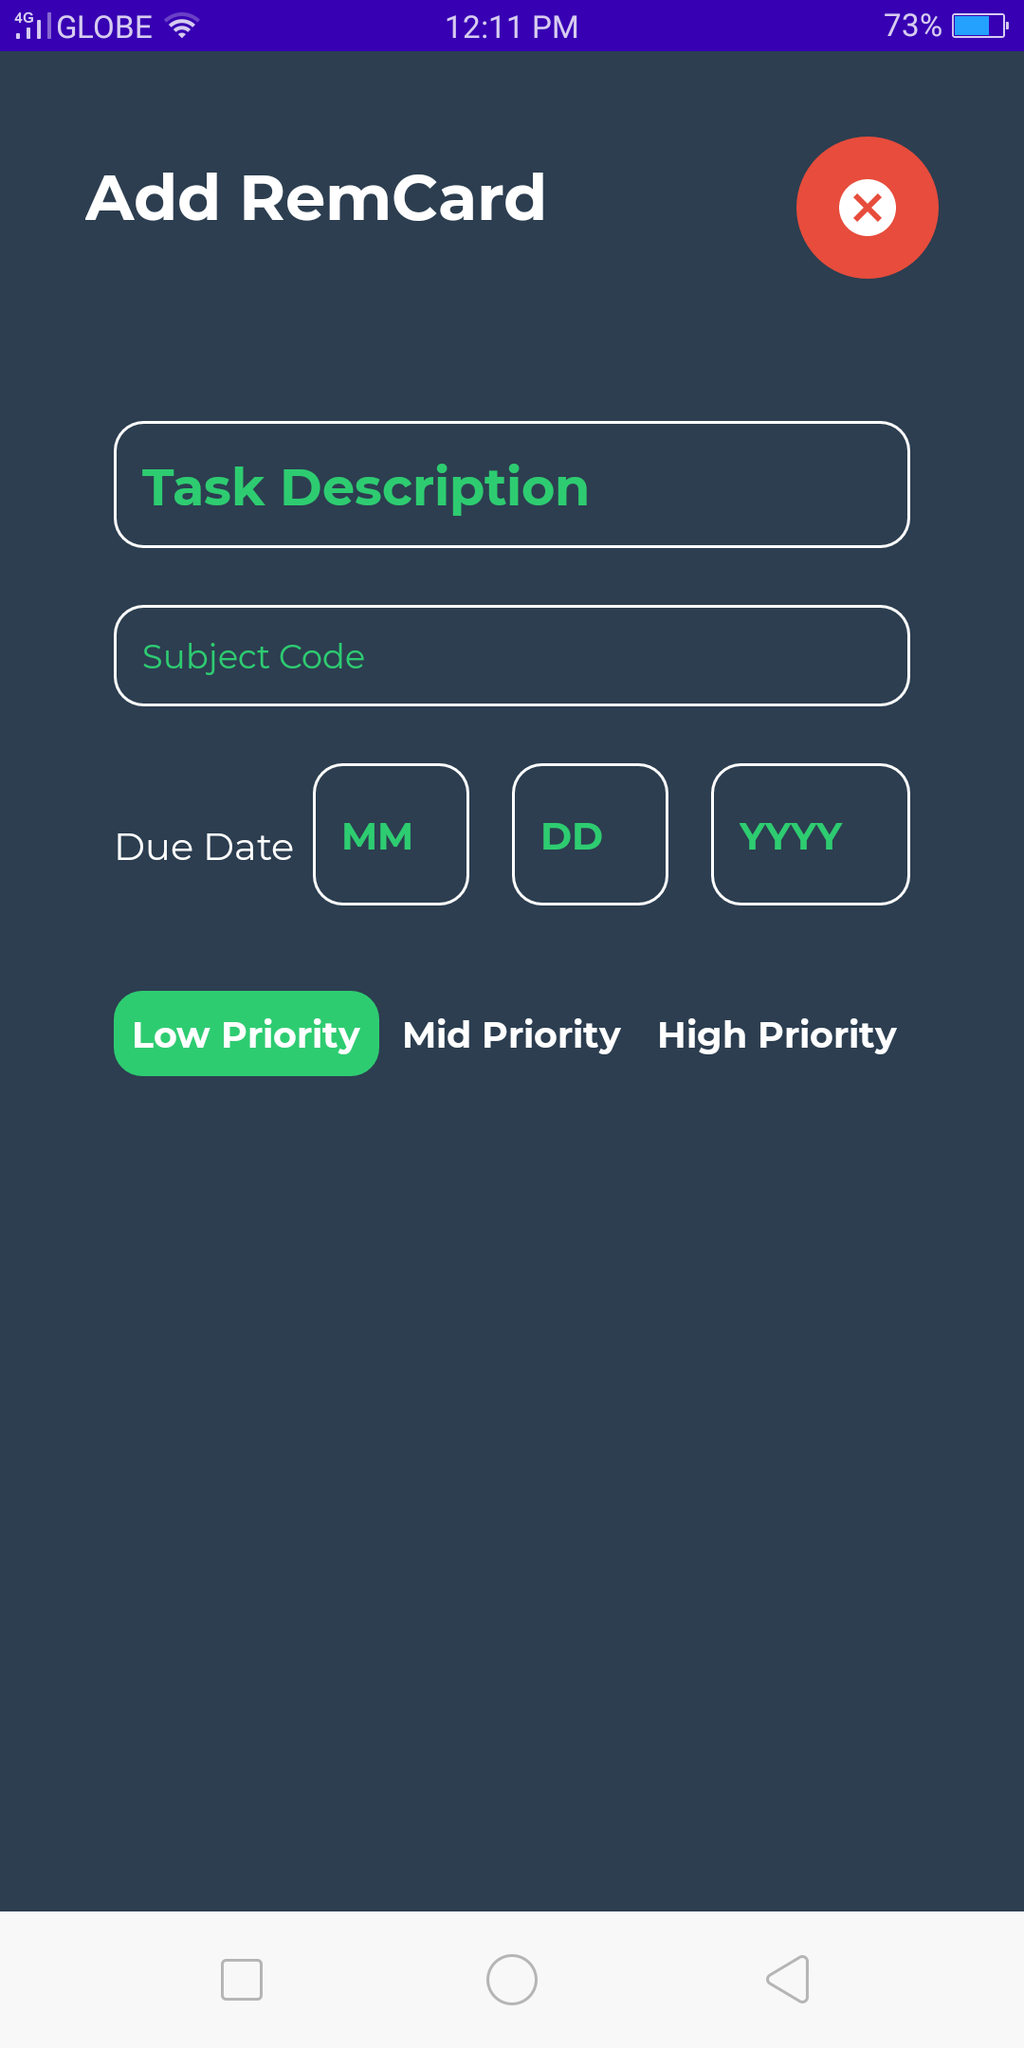 4G GLOBE 12:11 PM 73%
Add RemCard
Task Description
Subject Code
Due Date MM DD YYYY
Low Priority Mid Priority High Priority